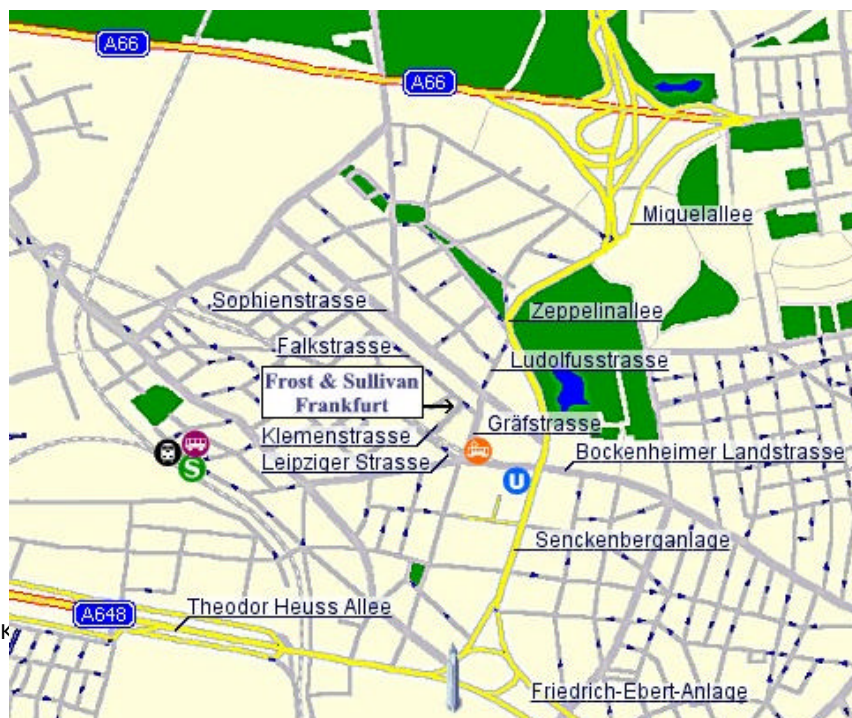 A66
A66
Miquelallee
Sophienstrasse
Zeppelinallee
Falkstrasse
Ludolfusstrasse
Frost & Sullivan
Frankfurt
Gräfstrasse
Klemenstrasse
Bockenheimer Landstrasse
Leipziger Strasse
S
U
Senckenberganlage
Theodor Heuss Allee
A648
Friedrich-Ebert-Anlage